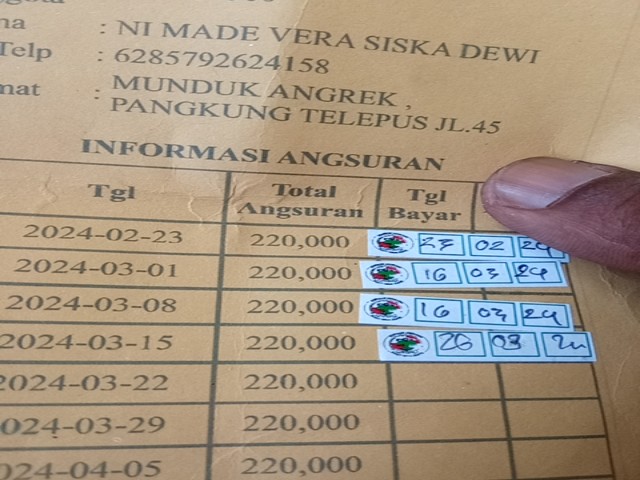 na : NI MADE VERA SISKA DEWI
Telp : 6285792624158
mat : MUNDUK ANGREK,
PANGKUNG TELEPUS JL.45
INFORMASI ANGSURAN
Tgl Total Angsuran Tgl Bayar
2024-02-23 220,000 23 02 24
2024-03-01 220,000 16 03 24
2024-03-08 220,000 16 03 24
2024-03-15 220,000 26 03 24
2024-03-22 220,000
2024-03-29 220,000
2024-04-05 220,000